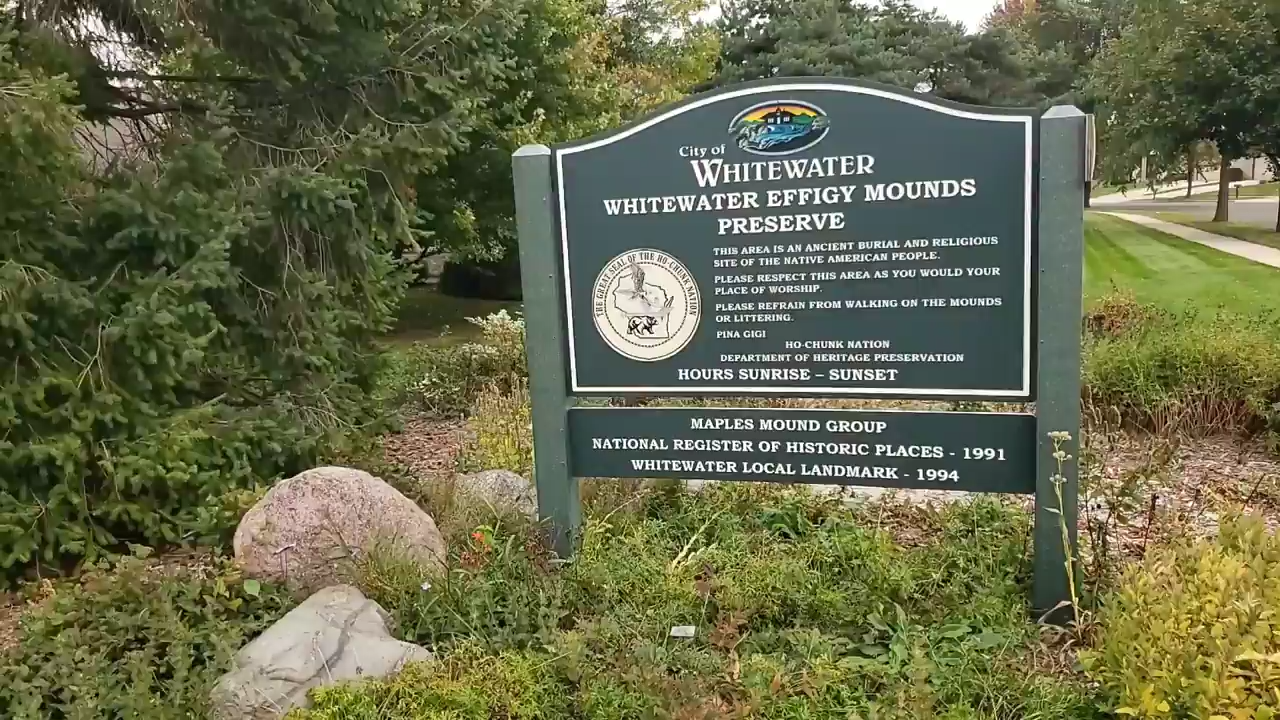 City of
WHITEWATER
WHITEWATER EFFIGY MOUNDS
PRESERVE
THIS AREA IS AN ANCIENT BURIAL AND RELIGIOUS
SITE OF THE NATIVE AMERICAN PEOPLE.
PLEASE RESPECT THIS AREA AS YOU WOULD YOUR
PLACE OF WORSHIP.
PLEASE REFRAIN FROM WALKING ON THE MOUNDS
OR LITTERING.
PINA GIGI
HO-CHUNK NATION
DEPARTMENT OF HERITAGE PRESERVATION
HOURS SUNRISE – SUNSET
THE GREAT SEAL OF THE HO-CHUNK NATION
MAPLES MOUND GROUP
NATIONAL REGISTER OF HISTORIC PLACES - 1991
WHITEWATER LOCAL LANDMARK - 1994